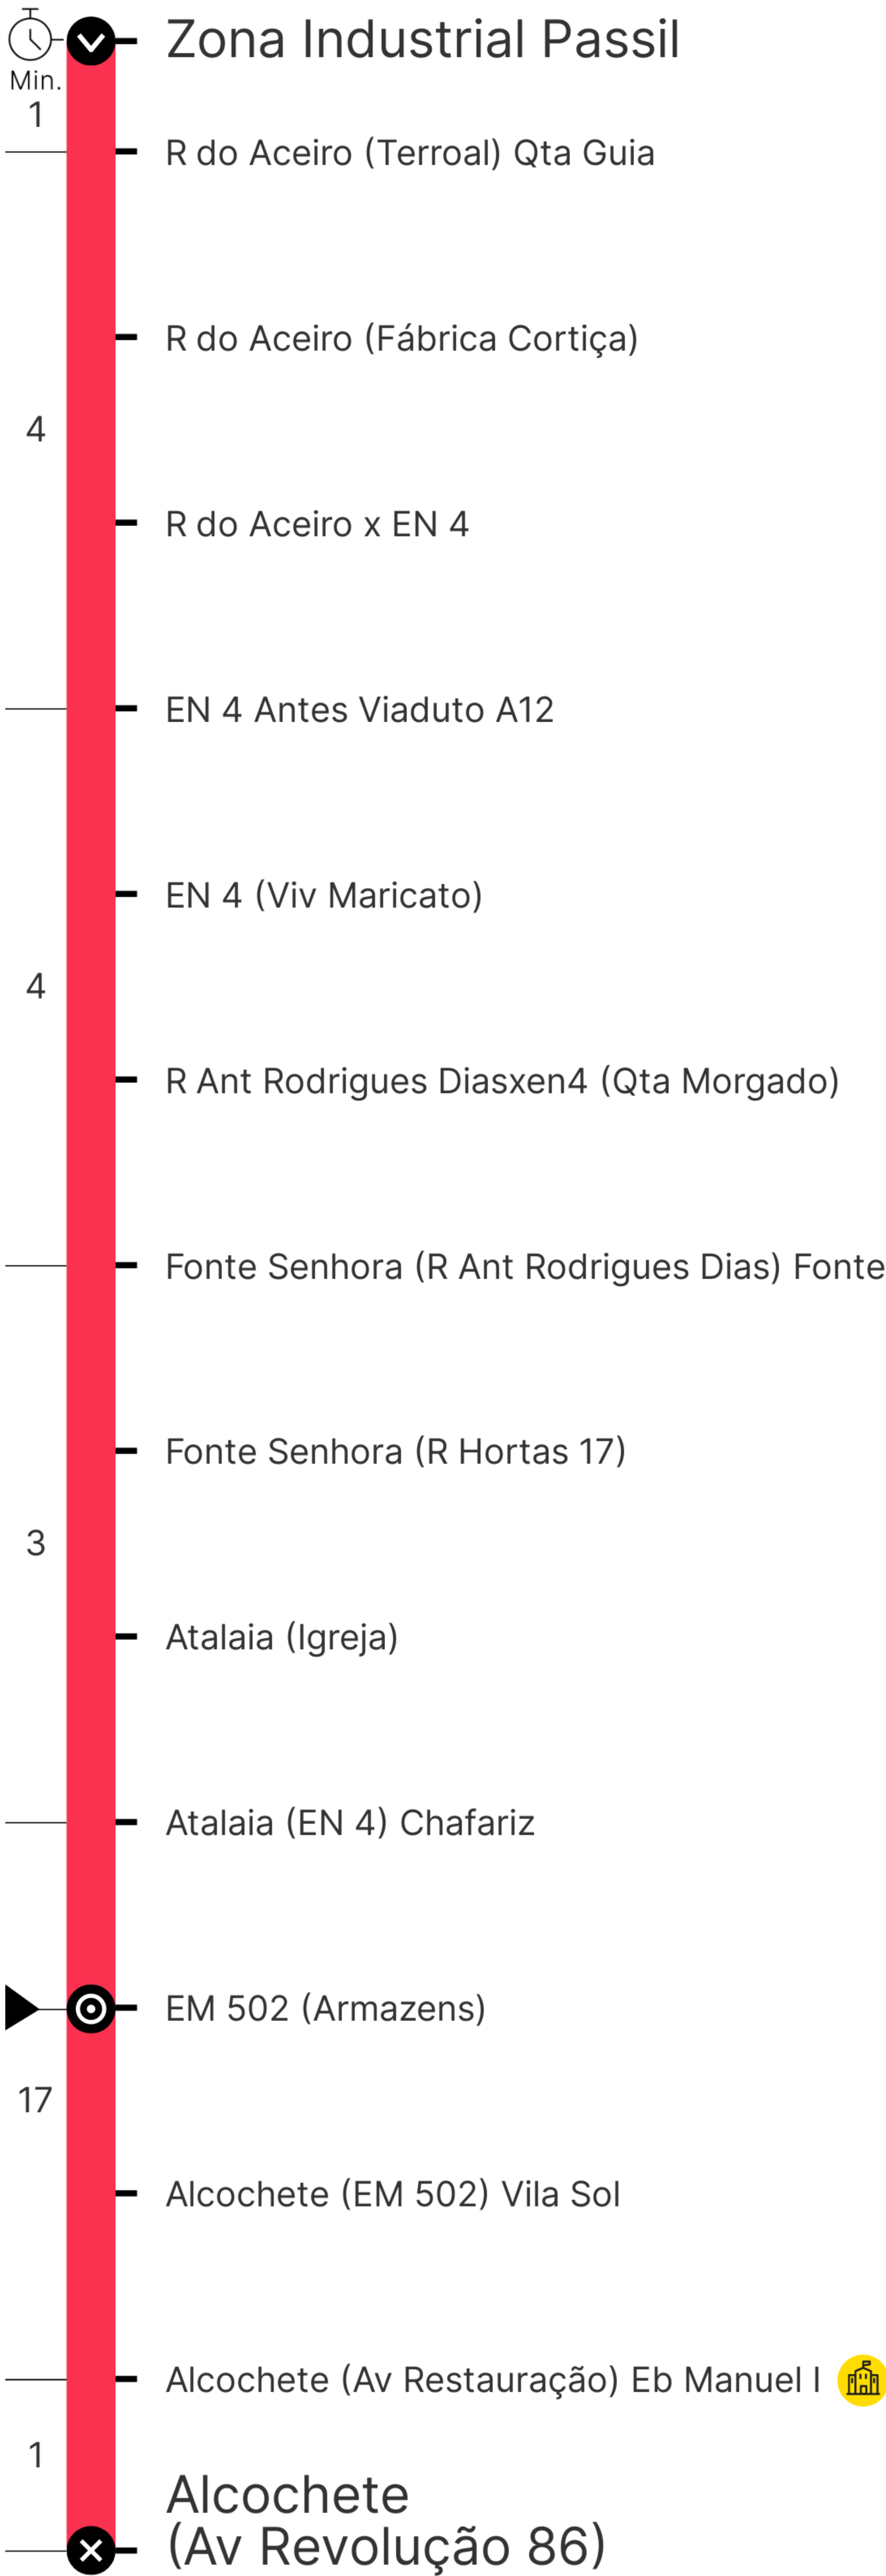 Zona Industrial Passil
Min.
1
R do Aceiro (Terroal) Qta Guia
R do Aceiro (Fábrica Cortiça)
4
R do Aceiro x EN 4
EN 4 Antes Viaduto A12
EN 4 (Viv Maricato)
4
R Ant Rodrigues Diasxen4 (Qta Morgado)
Fonte Senhora (R Ant Rodrigues Dias) Fonte
Fonte Senhora (R Hortas 17)
3
Atalaia (Igreja)
Atalaia (EN 4) Chafariz
EM 502 (Armazens)
17
Alcochete (EM 502) Vila Sol
Alcochete (Av Restauração) Eb Manuel I
1
Alcochete
(Av Revolução 86)